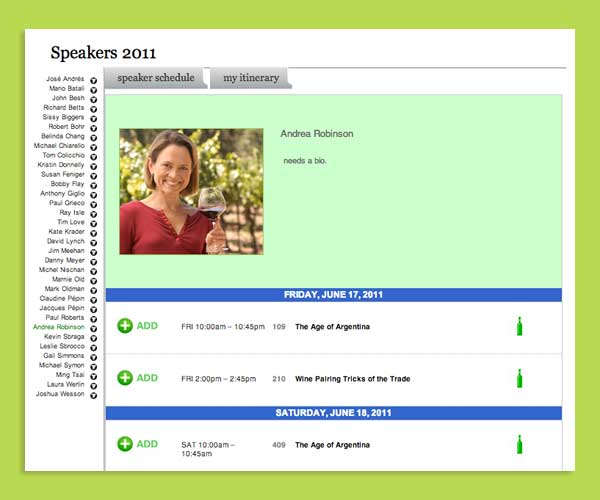 Speakers 2011
speaker schedule
my itinerary
José Andrés
Mario Batali
John Besh
Richard Betts
Sissy Biggers
Robert Bohr
Belinda Chang
Michael Chiarello
Tom Colicchio
Kristin Donnelly
Susan Feniger
Bobby Flay
Anthony Giglio
Paul Grieco
Ray Isle
Tim Love
Kate Krader
David Lynch
Jim Meehan
Danny Meyer
Michel Nischan
Marnie Old
Mark Oldman
Claudine Pépin
Jacques Pépin
Paul Roberts
Andrea Robinson
Kevin Sbraga
Leslie Sbrocco
Gail Simmons
Michael Symon
Ming Tsai
Laura Werlin
Joshua Wesson
Andrea Robinson
needs a bio.
FRIDAY, JUNE 17, 2011
ADD FRI 10:00am – 10:45pm 109 The Age of Argentina
ADD FRI 2:00pm – 2:45pm 210 Wine Pairing Tricks of the Trade
SATURDAY, JUNE 18, 2011
ADD SAT 10:00am – 409 The Age of Argentina
10:45am